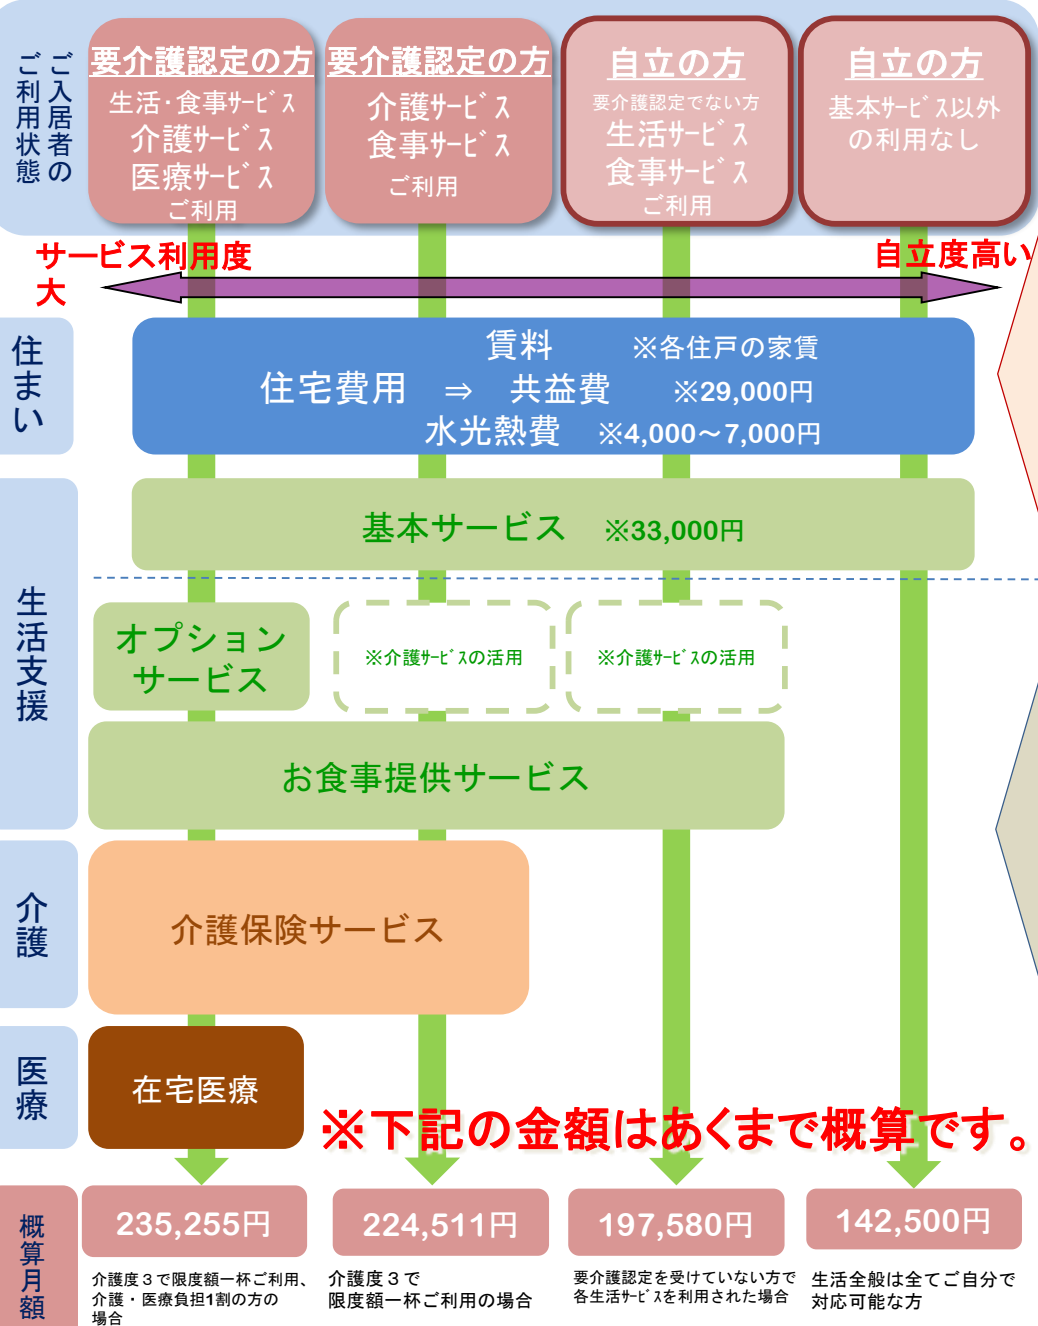 ご入居者の
ご利用状態
要介護認定の方
生活・食事ｻｰﾋﾞｽ
介護ｻｰﾋﾞｽ
医療ｻｰﾋﾞｽ
ご利用
要介護認定の方
介護ｻｰﾋﾞｽ
食事ｻｰﾋﾞｽ
ご利用
自立の方
要介護認定でない方
生活ｻｰﾋﾞｽ
食事ｻｰﾋﾞｽ
ご利用
自立の方
基本ｻｰﾋﾞｽ以外
の利用なし
サービス利用度
大
自立度高い
住まい
賃料 ※各住戸の家賃
住宅費用 ⇒ 共益費 ※29,000円
水光熱費 ※4,000～7,000円
生活支援
基本サービス ※33,000円
オプション
サービス
※介護ｻｰﾋﾞｽの活用
※介護ｻｰﾋﾞｽの活用
お食事提供サービス
介護
介護保険サービス
医療
在宅医療
※下記の金額はあくまで概算です。
概算月額
235,255円
介護度３で限度額一杯ご利用、
介護・医療負担1割の方の
場合
224,511円
介護度３で
限度額一杯ご利用の場合
197,580円
要介護認定を受けていない方で
各生活ｻｰﾋﾞｽを利用された場合
142,500円
生活全般は全てご自分で
対応可能な方